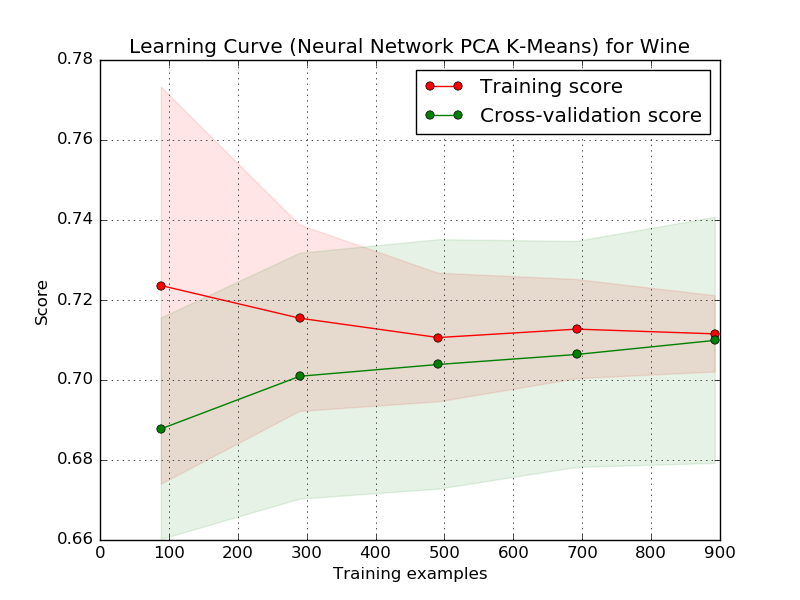 Learning Curve (Neural Network PCA K-Means) for Wine
0.78
0.76
0.74
0.72
0.70
0.68
0.66
Score
Training score
Cross-validation score
0 100 200 300 400 500 600 700 800 900
Training examples